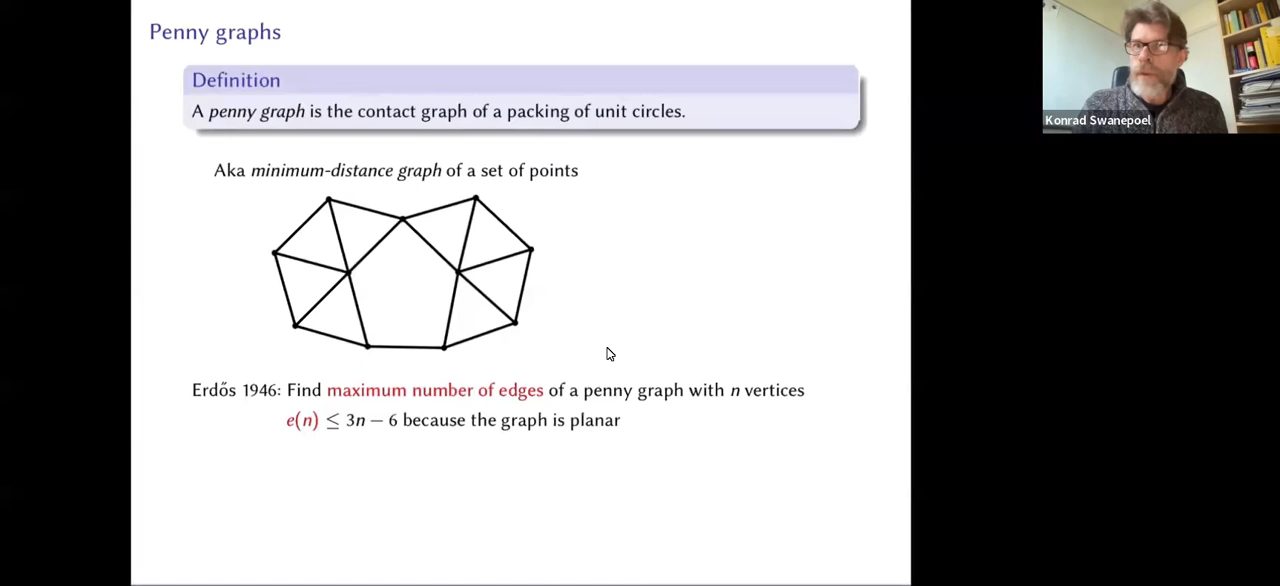 Penny graphs
Definition
A penny graph is the contact graph of a packing of unit circles.
Aka minimum-distance graph of a set of points
Erdős 1946: Find maximum number of edges of a penny graph with n vertices
e(n) ≤ 3n − 6 because the graph is planar
Konrad Swanepoel